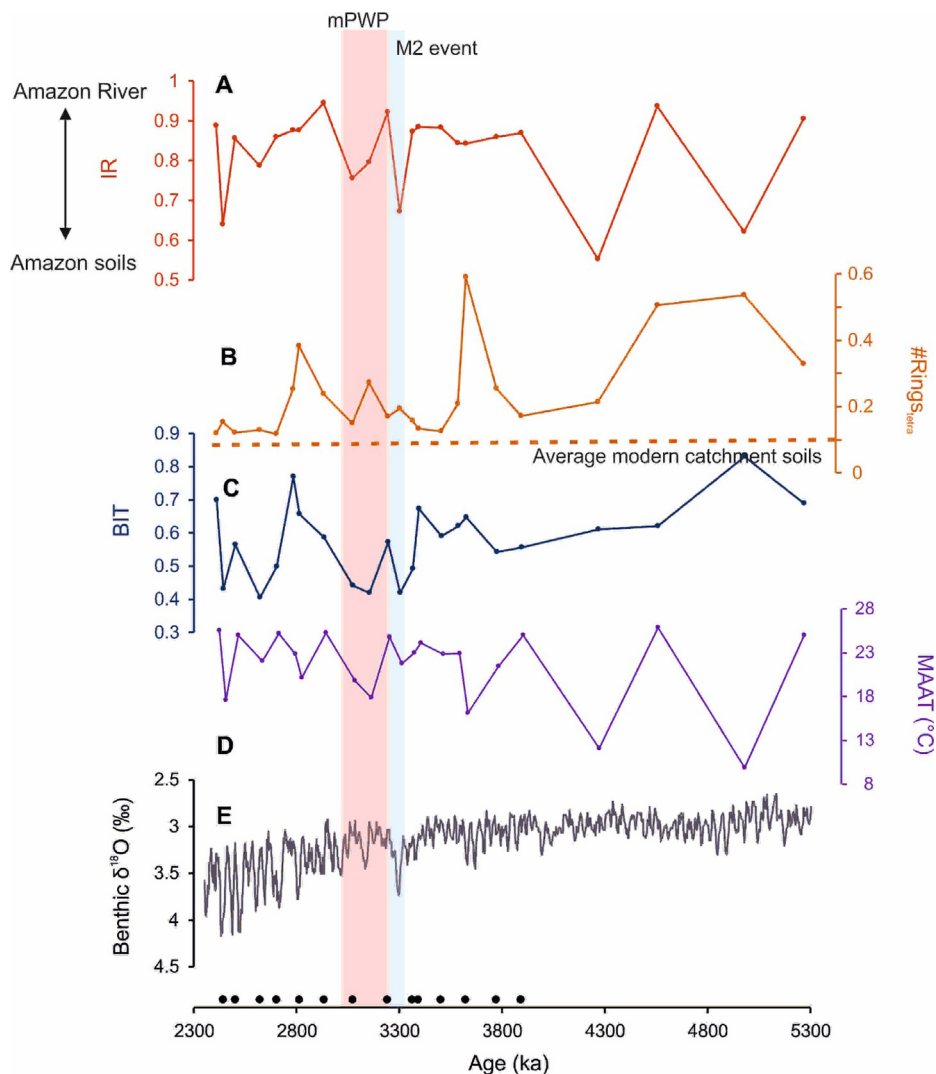 mPWP
M2 event
Amazon River
Amazon soils
IR
A
1
0.9
0.8
0.7
0.6
0.5
B
0.6
0.4
0.2
0
#Rings tetra
Average modern catchment soils
C
BIT
0.9
0.8
0.7
0.6
0.5
0.4
0.3
D
28
23
18
13
8
MAAT (°C)
E
Benthic δ¹⁸O (‰)
2.5
3
3.5
4
4.5
2300 2800 3300 3800 4300 4800 5300
Age (ka)